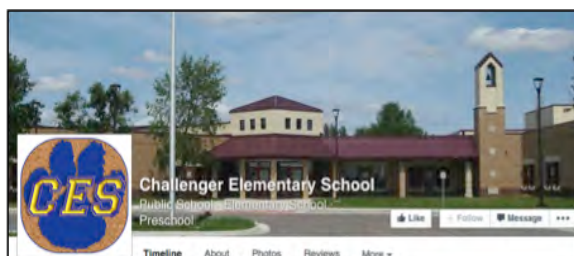 Challenger Elementary School
Public School · Elementary School ·
Preschool
CES
Like
Follow
Message
Timeline
About
Photos
Reviews
More